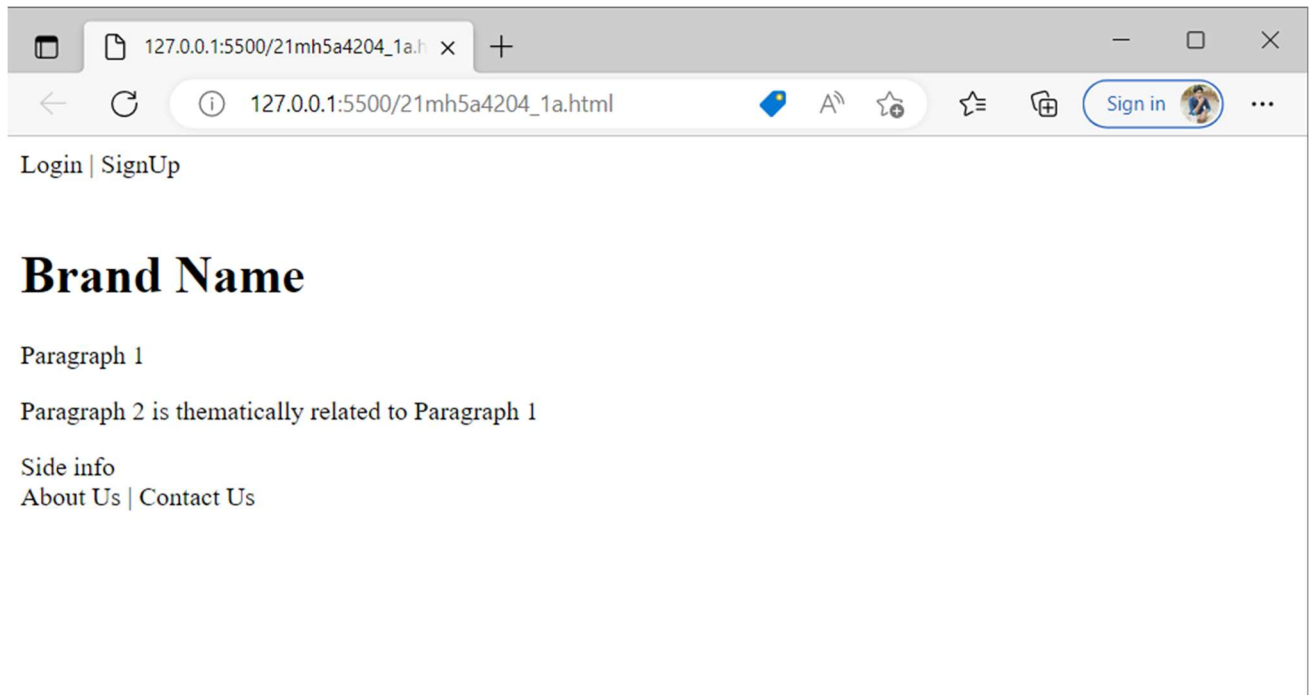 127.0.0.1:5500/21mh5a4204_1a.h
127.0.0.1:5500/21mh5a4204_1a.html
Sign in
Login | SignUp
Brand Name
Paragraph 1
Paragraph 2 is thematically related to Paragraph 1
Side info
About Us | Contact Us